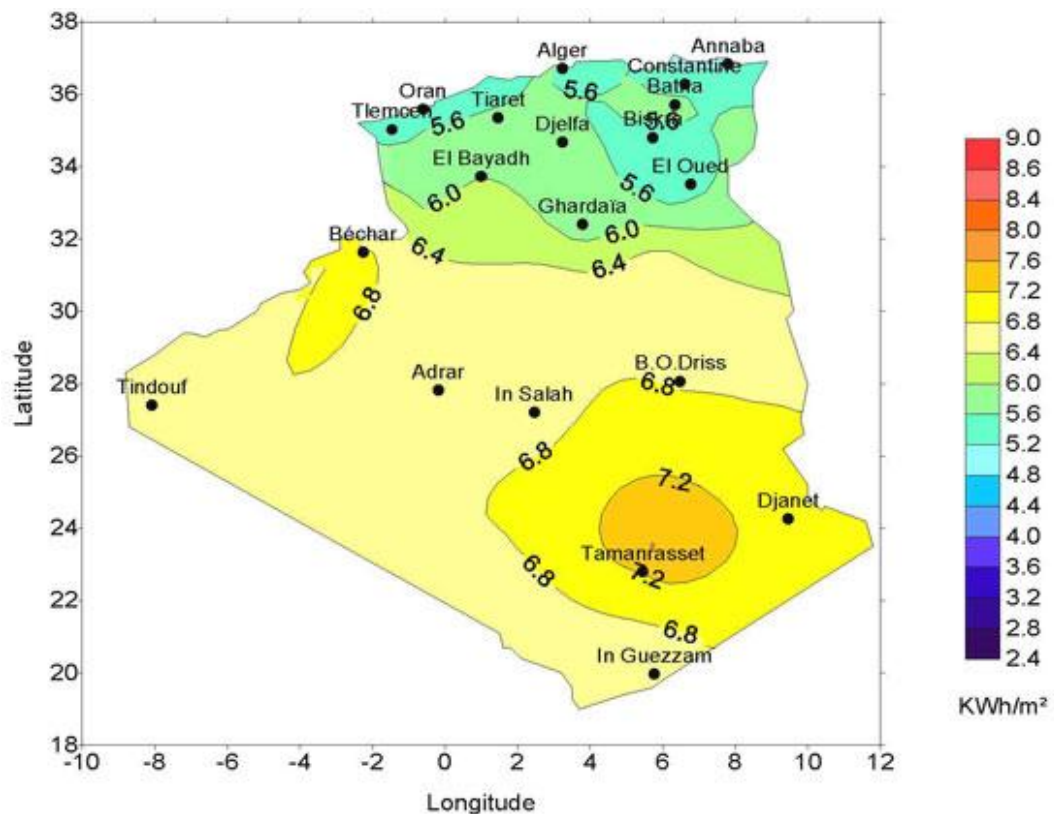 38
36
34
32
30
28
26
24
22
20
18
Latitude
-10 -8 -6 -4 -2 0 2 4 6 8 10 12
Longitude
Annaba
Alger
Constantine
Batna
Oran
5.6
Tlemcen
5.6
Tiaret
Biskra
5.6
Djelfa
El Bayadh
El Oued
5.6
6.0
Ghardaïa
6.0
Béchar
6.4
6.4
6.8
B.O.Driss
6.8
Adrar
In Salah
Tindouf
6.8
7.2
Djanet
Tamanrasset
7.2
6.8
6.8
In Guezzam
9.0
8.6
8.4
8.0
7.6
7.2
6.8
6.4
6.0
5.6
5.2
4.8
4.4
4.0
3.6
3.2
2.8
2.4
KWh/m²